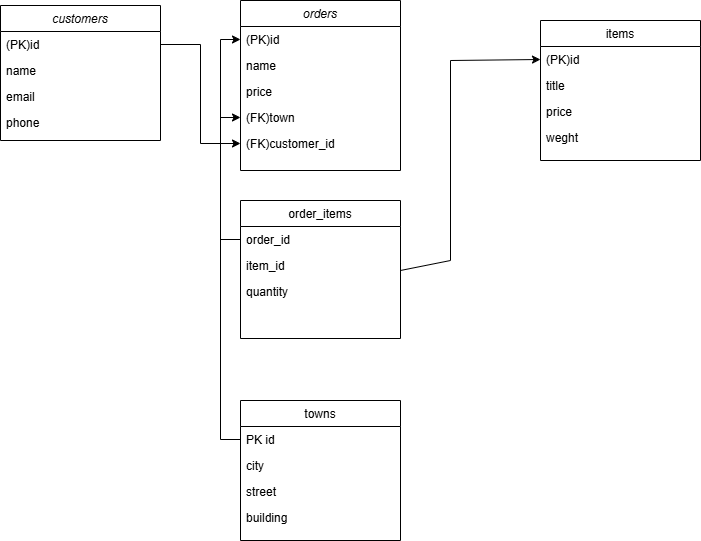 customers
(PK)id
name
email
phone
orders
(PK)id
name
price
(FK)town
(FK)customer_id
items
(PK)id
title
price
weght
order_items
order_id
item_id
quantity
towns
PK id
city
street
building